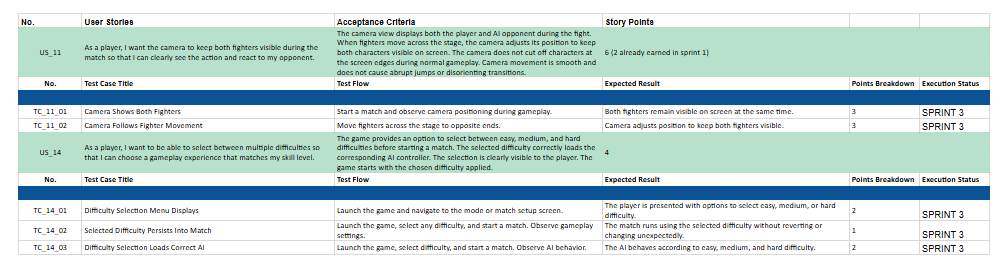 No. User Stories Acceptance Criteria Story Points
US_11
As a player, I want the camera to keep both fighters visible during the
match so that I can clearly see the action and react to my opponent.
The camera view displays both the player and AI opponent during the fight.
When fighters move across the stage, the camera adjusts its position to keep
both characters visible on screen. The camera does not cut off characters at
the screen edges during normal gameplay. Camera movement is smooth and
does not cause abrupt jumps or disorienting transitions.
6 (2 already earned in sprint 1)
No. Test Case Title Test Flow Expected Result Points Breakdown Execution Status
TC_11_01 Camera Shows Both Fighters Start a match and observe camera positioning during gameplay. Both fighters remain visible on screen at the same time. 3 SPRINT 3
TC_11_02 Camera Follows Fighter Movement Move fighters across the stage to opposite ends. Camera adjusts position to keep both fighters visible. 3 SPRINT 3
US_14
As a player, I want to be able to select between multiple difficulties so
that I can choose a gameplay experience that matches my skill level.
The game provides an option to select between easy, medium, and hard
difficulties before starting a match. The selected difficulty correctly loads the
corresponding AI controller. The selection is clearly visible to the player. The
game starts with the chosen difficulty applied.
4
No. Test Case Title Test Flow Expected Result Points Breakdown Execution Status
TC_14_01 Difficulty Selection Menu Displays Launch the game and navigate to the mode or match setup screen.
The player is presented with options to select easy, medium, or hard
difficulty.
2 SPRINT 3
TC_14_02 Selected Difficulty Persists Into Match
Launch the game, select any difficulty, and start a match. Observe gameplay
settings.
The match runs using the selected difficulty without reverting or
changing unexpectedly.
1 SPRINT 3
TC_14_03 Difficulty Selection Loads Correct AI Launch the game, select difficulty, and start a match. Observe AI behavior. The AI behaves according to easy, medium, and hard difficulty. 2 SPRINT 3